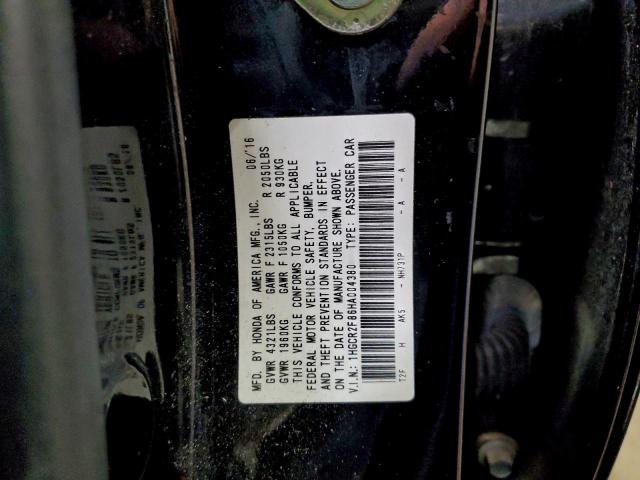 MFD. BY HONDA OF AMERICA MFG., INC. 06/'16
GVWR 4321LBS GAWR F 2315LBS R 2050LBS
GVWR 1960KG GAWR F 1050KG R 930KG
THIS VEHICLE CONFORMS TO ALL APPLICABLE
FEDERAL MOTOR VEHICLE SAFETY, BUMPER,
AND THEFT PREVENTION STANDARDS IN EFFECT
ON THE DATE OF MANUFACTURE SHOWN ABOVE.
V.I.N.: 1HGCR2F86HA004380 TYPE: PASSENGER CAR
T2F H AK5 - NH731P - A - A